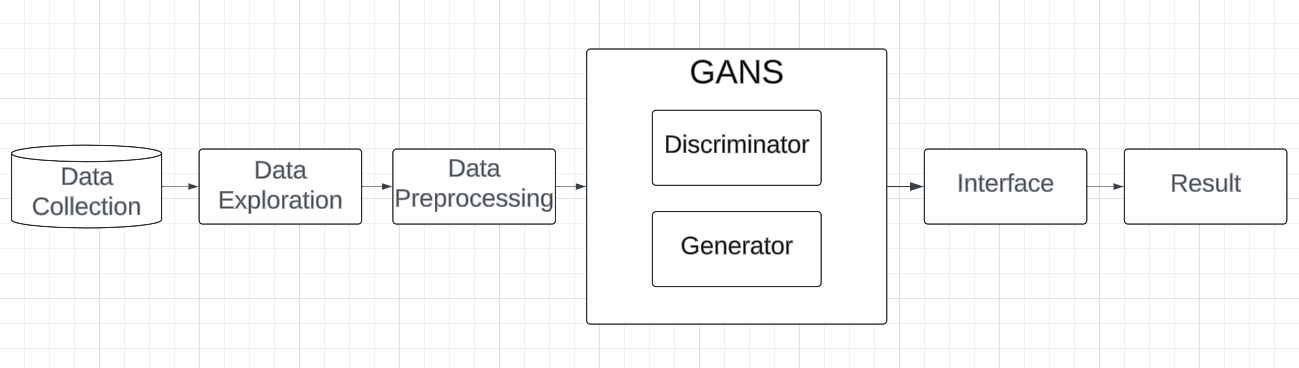 Data
Collection
Data
Exploration
Data
Preprocessing
GANS
Discriminator
Generator
Interface
Result